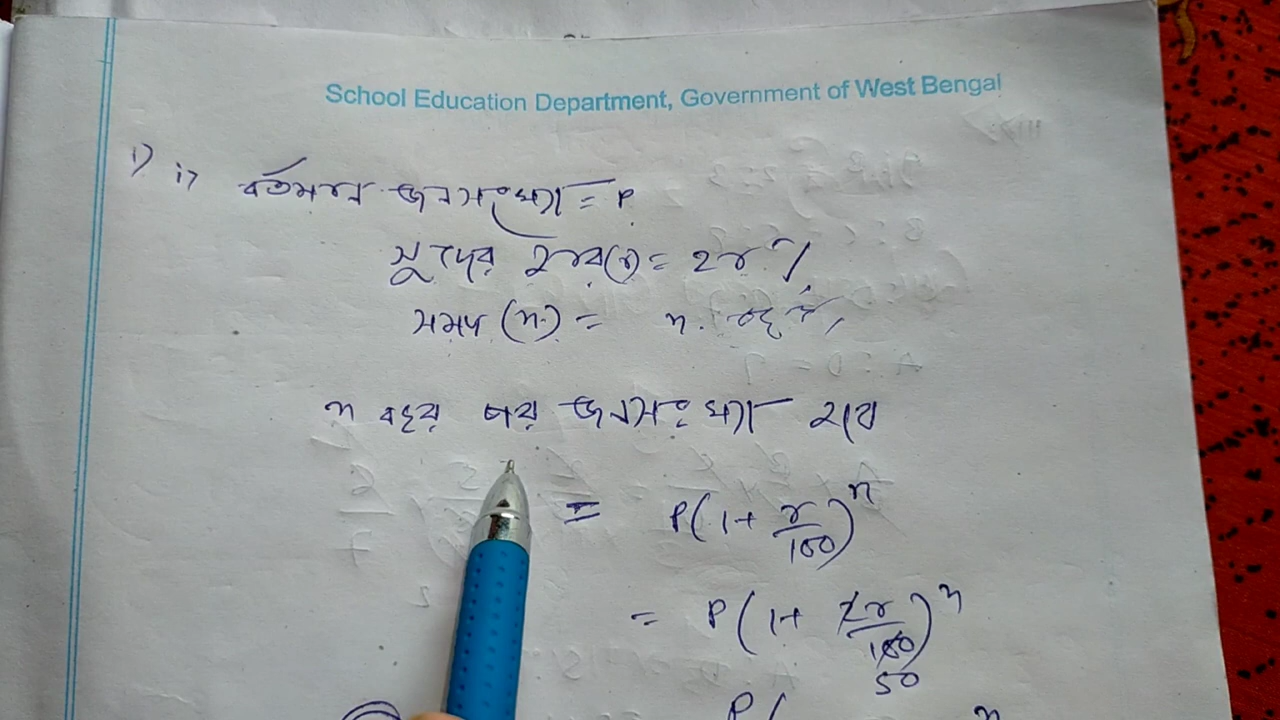 School Education Department, Government of West Bengal
1) i) বর্তমান জনসংখ্যা = P
সুদের হার(r) = 2r %
সময় (n) = n. বছর
n বছর পর জনসংখ্যা হবে
= P(1+ r/100)^n
= P(1+ 2r/100)^n
50
P( n